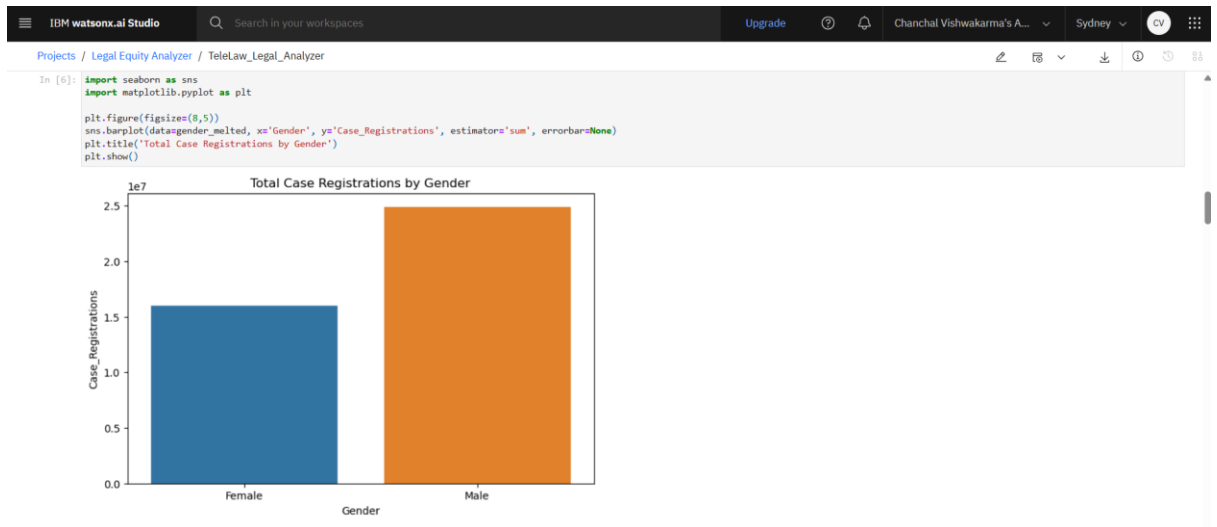 IBM watsonx.ai Studio
Search in your workspaces
Upgrade
Chanchal Vishwakarma's A...
Sydney
CV
Projects / Legal Equity Analyzer / TeleLaw_Legal_Analyzer
In [6]: import seaborn as sns
import matplotlib.pyplot as plt
plt.figure(figsize=(8,5))
sns.barplot(data=gender_melted, x='Gender', y='Case_Registrations', estimator='sum', errorbar=None)
plt.title('Total Case Registrations by Gender')
plt.show()
1e7
Total Case Registrations by Gender
2.5
2.0
1.5
1.0
0.5
0.0
Case_Registrations
Female
Male
Gender